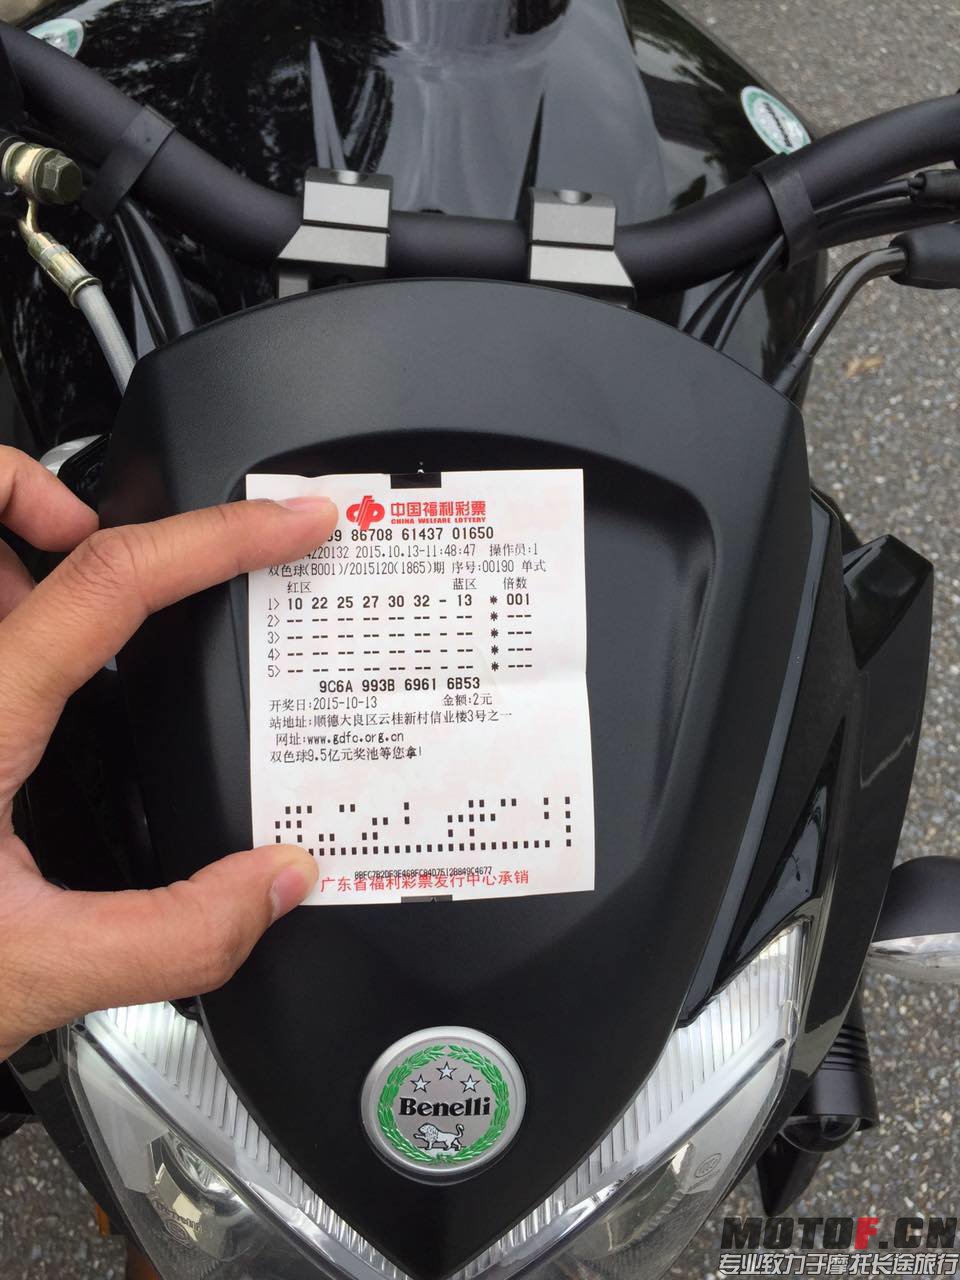 中国福利彩票
CHINA WELFARE LOTTERY
86708 61437 01650
2015.10.13-11:48:47 操作员:1
双色球(B001)/2015120(1865)期 序号:00190 单式
红区 蓝区 倍数
1> 10 22 25 27 30 32 - 13 * 001
2> -- -- -- -- -- -- - -- * ---
3> -- -- -- -- -- -- - -- * ---
4> -- -- -- -- -- -- - -- * ---
5> -- -- -- -- -- -- - -- * ---
9C6A 993B 6961 6B53
开奖日:2015-10-13 金额:2元
站地址:顺德大良区云桂新村信业楼3号之一
网址:www.gdfc.org.cn
双色球9.5亿元奖池等您拿!
广东省福利彩票发行中心承销
Benelli
MOTOF.CN
专业致力于摩托长途旅行